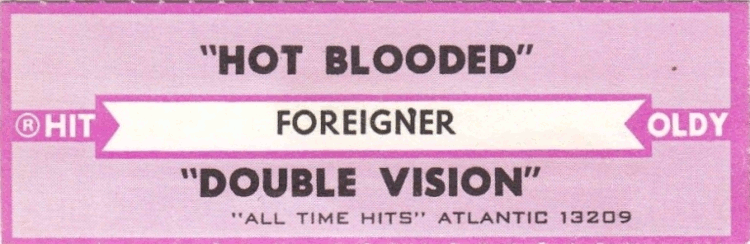 "HOT BLOODED"
®HIT FOREIGNER OLDY
"DOUBLE VISION"
"ALL TIME HITS" ATLANTIC 13209